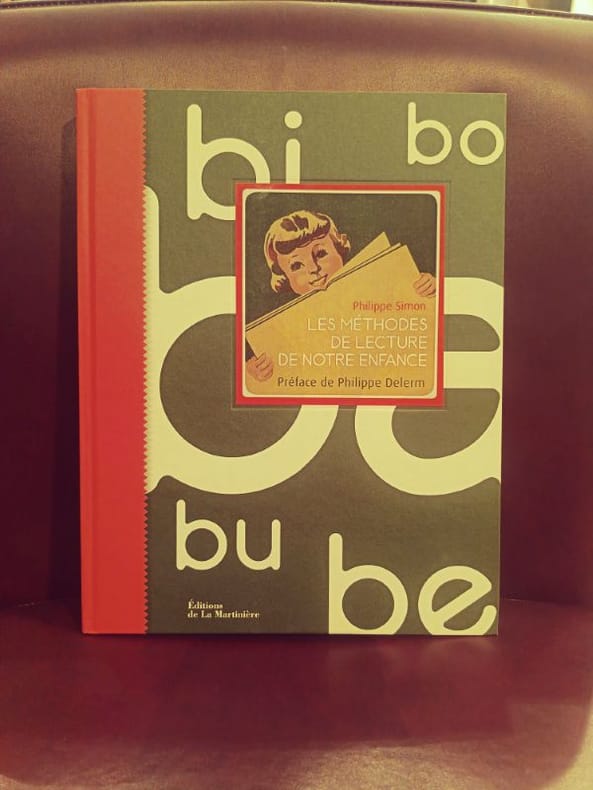 bi
bo
Philippe Simon
LES MÉTHODES
DE LECTURE
DE NOTRE ENFANCE
Préface de Philippe Delerm
ba
bu
be
Éditions
de La Martinière